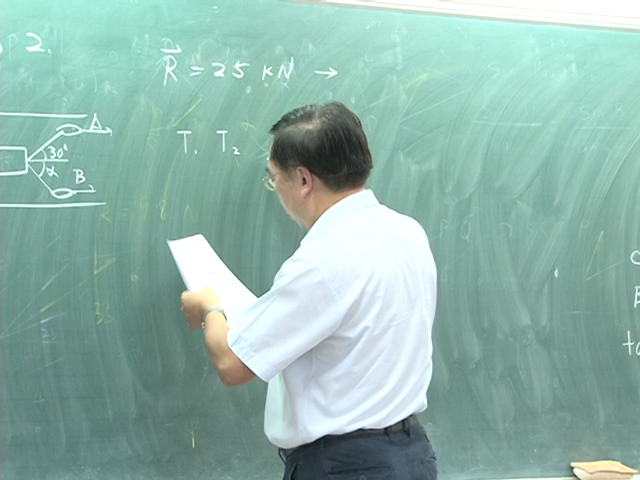 2.
R = 25 KN →
A
T₁ T₂
30°
α
B